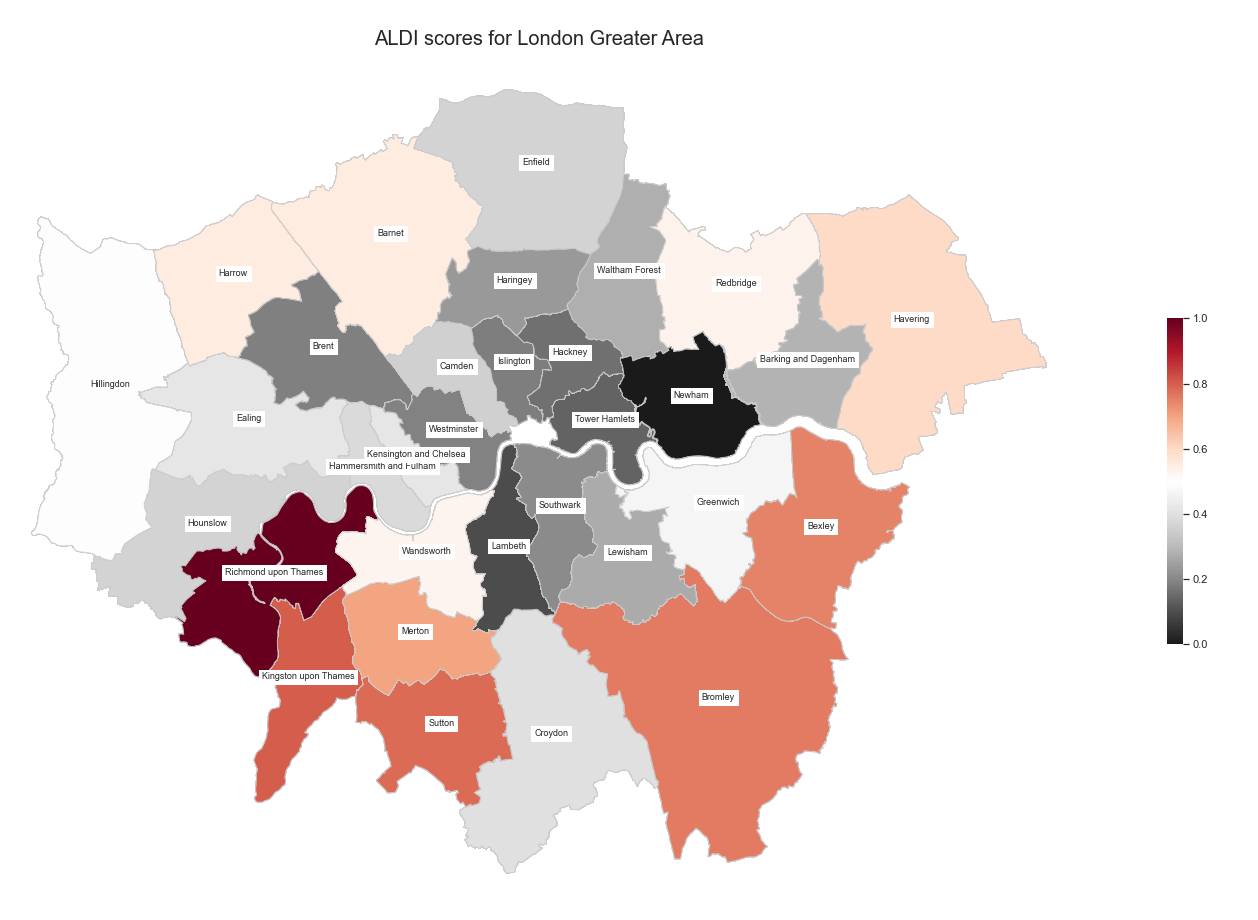 ALDI scores for London Greater Area
Enfield
Barnet
Harrow
Haringey
Waltham Forest
Redbridge
Havering
Brent
Camden
Islington
Hackney
Barking and Dagenham
Hillingdon
Newham
Ealing
Westminster
Tower Hamlets
Kensington and Chelsea
Hammersmith and Fulham
Hounslow
Southwark
Greenwich
Bexley
Wandsworth
Lambeth
Lewisham
Richmond upon Thames
Merton
Kingston upon Thames
Sutton
Croydon
Bromley
1.0
0.8
0.6
0.4
0.2
0.0